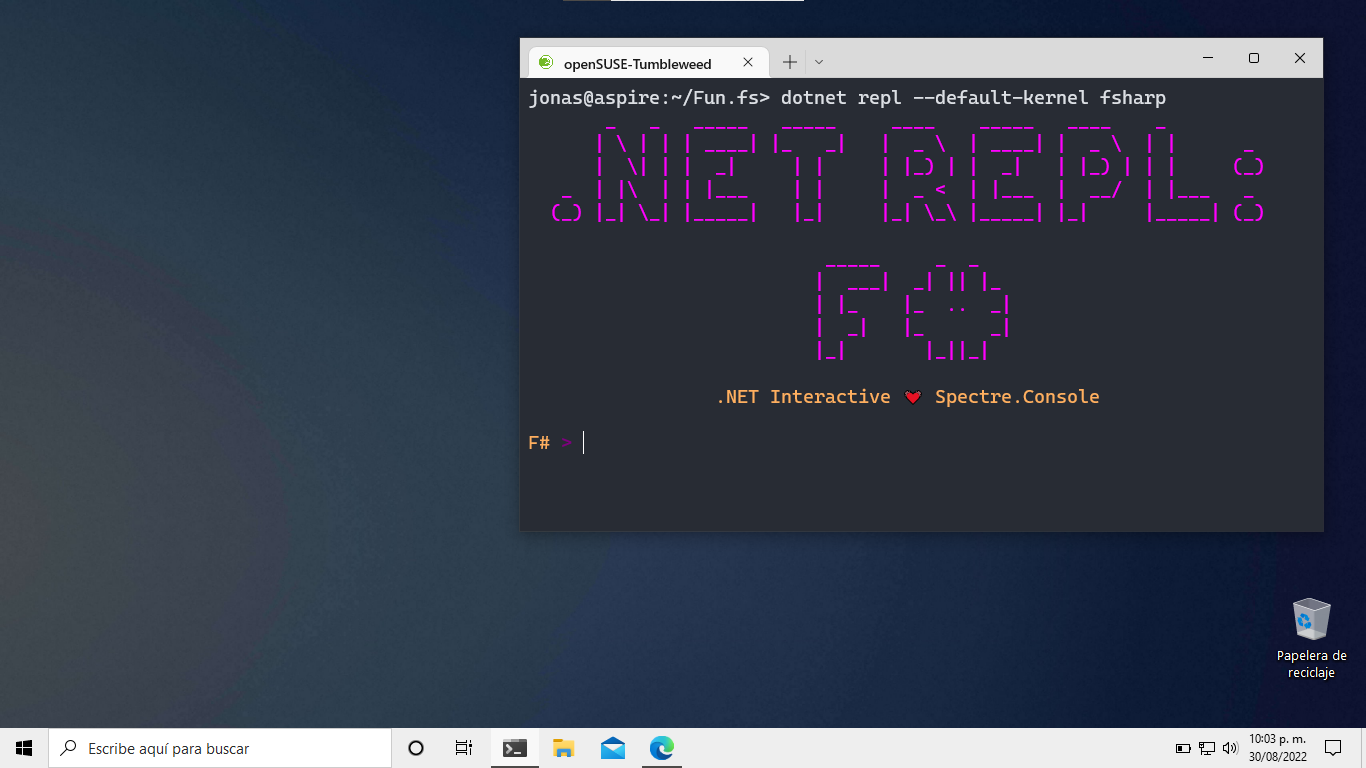 openSUSE-Tumbleweed
jonas@aspire:~/Fun.fs> dotnet repl --default-kernel fsharp
.NET REPL:
F#
.NET Interactive ❤ Spectre.Console
F# >
Papelera de
reciclaje
Escribe aquí para buscar
10:03 p. m.
30/08/2022